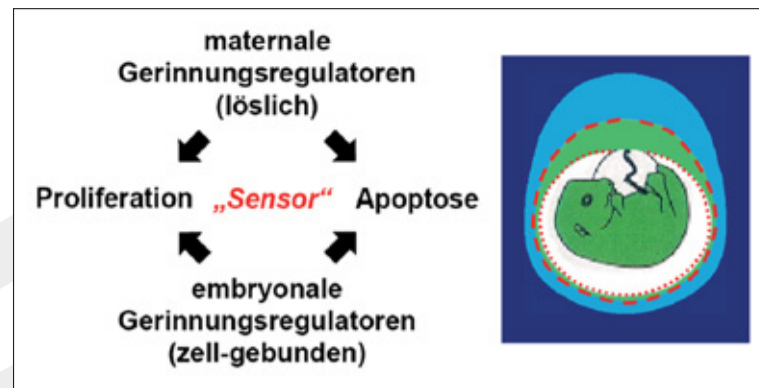 maternale
Gerinnungsregulatoren
(löslich)
Proliferation „Sensor“ Apoptose
embryonale
Gerinnungsregulatoren
(zell-gebunden)